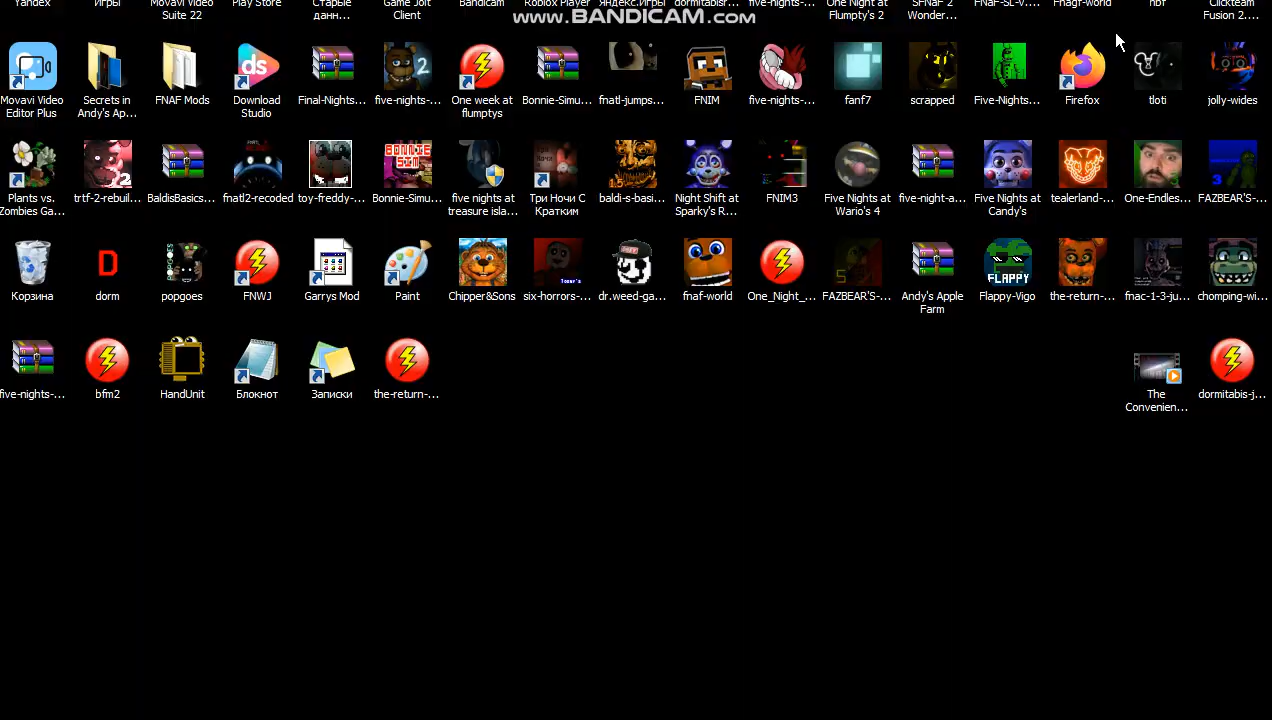 Yandex Игры Movavi Video Suite 22 Play Store Старые данн... Game Jolt Client Bandicam Roblox Player Яндекс.Игры dormitabisr... five-nights-... One Night at Flumpty's 2 SFNaF 2 Wonder... FNaF-SL-V.... Fnagf-world Clickteam Fusion 2....
WWW.BANDICAM.COM
Movavi Video Editor Plus
Secrets in Andy's Ap...
FNAF Mods
Download Studio
Final-Nights...
five-nights-...
One week at flumptys
Bonnie-Simu...
fnatl-jumps...
FNIM
five-nights-...
fanf7
scrapped
Five-Nights...
Firefox
tloti
jolly-wides
Plants vs. Zombies Ga...
trtf-2-rebuil...
BaldisBasics...
fnatl2-recoded
toy-freddy-...
Bonnie-Simu...
five nights at treasure isla...
Три Ночи С Кратким
baldi-s-basi...
Night Shift at Sparky's R...
FNIM3
Five Nights at Wario's 4
five-night-a...
Five Nights at Candy's
tealerland-...
One-Endles...
FAZBEAR'S-...
Корзина
dorm
popgoes
FNWJ
Garrys Mod
Paint
Chipper&Sons
six-horrors-...
dr.weed-ga...
fnaf-world
One_Night_...
FAZBEAR'S-...
Andy's Apple Farm
Flappy-Vigo
the-return-...
fnac-1-3-ju...
chomping-wi...
five-nights-...
bfm2
HandUnit
Блокнот
Записки
the-return-...
The Convenien...
dormitabis-j...